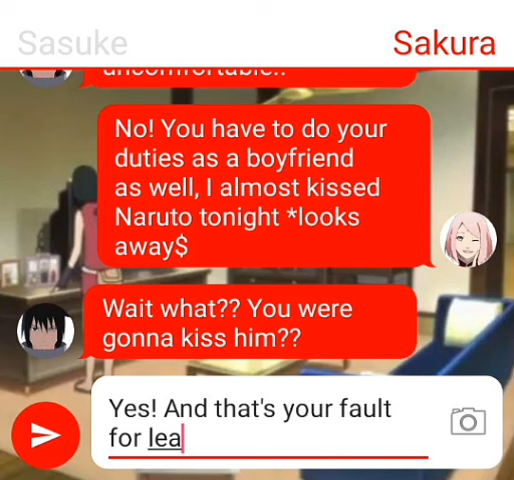 Sasuke
Sakura
uncomfortable..
No! You have to do your
duties as a boyfriend
as well, I almost kissed
Naruto tonight *looks
away$
Wait what?? You were
gonna kiss him??
Yes! And that's your fault
for lea